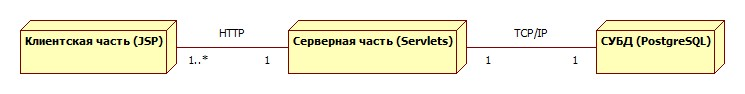 Клиентская часть (JSP)
HTTP
1..*
1
Серверная часть (Servlets)
TCP/IP
1
1
СУБД (PostgreSQL)